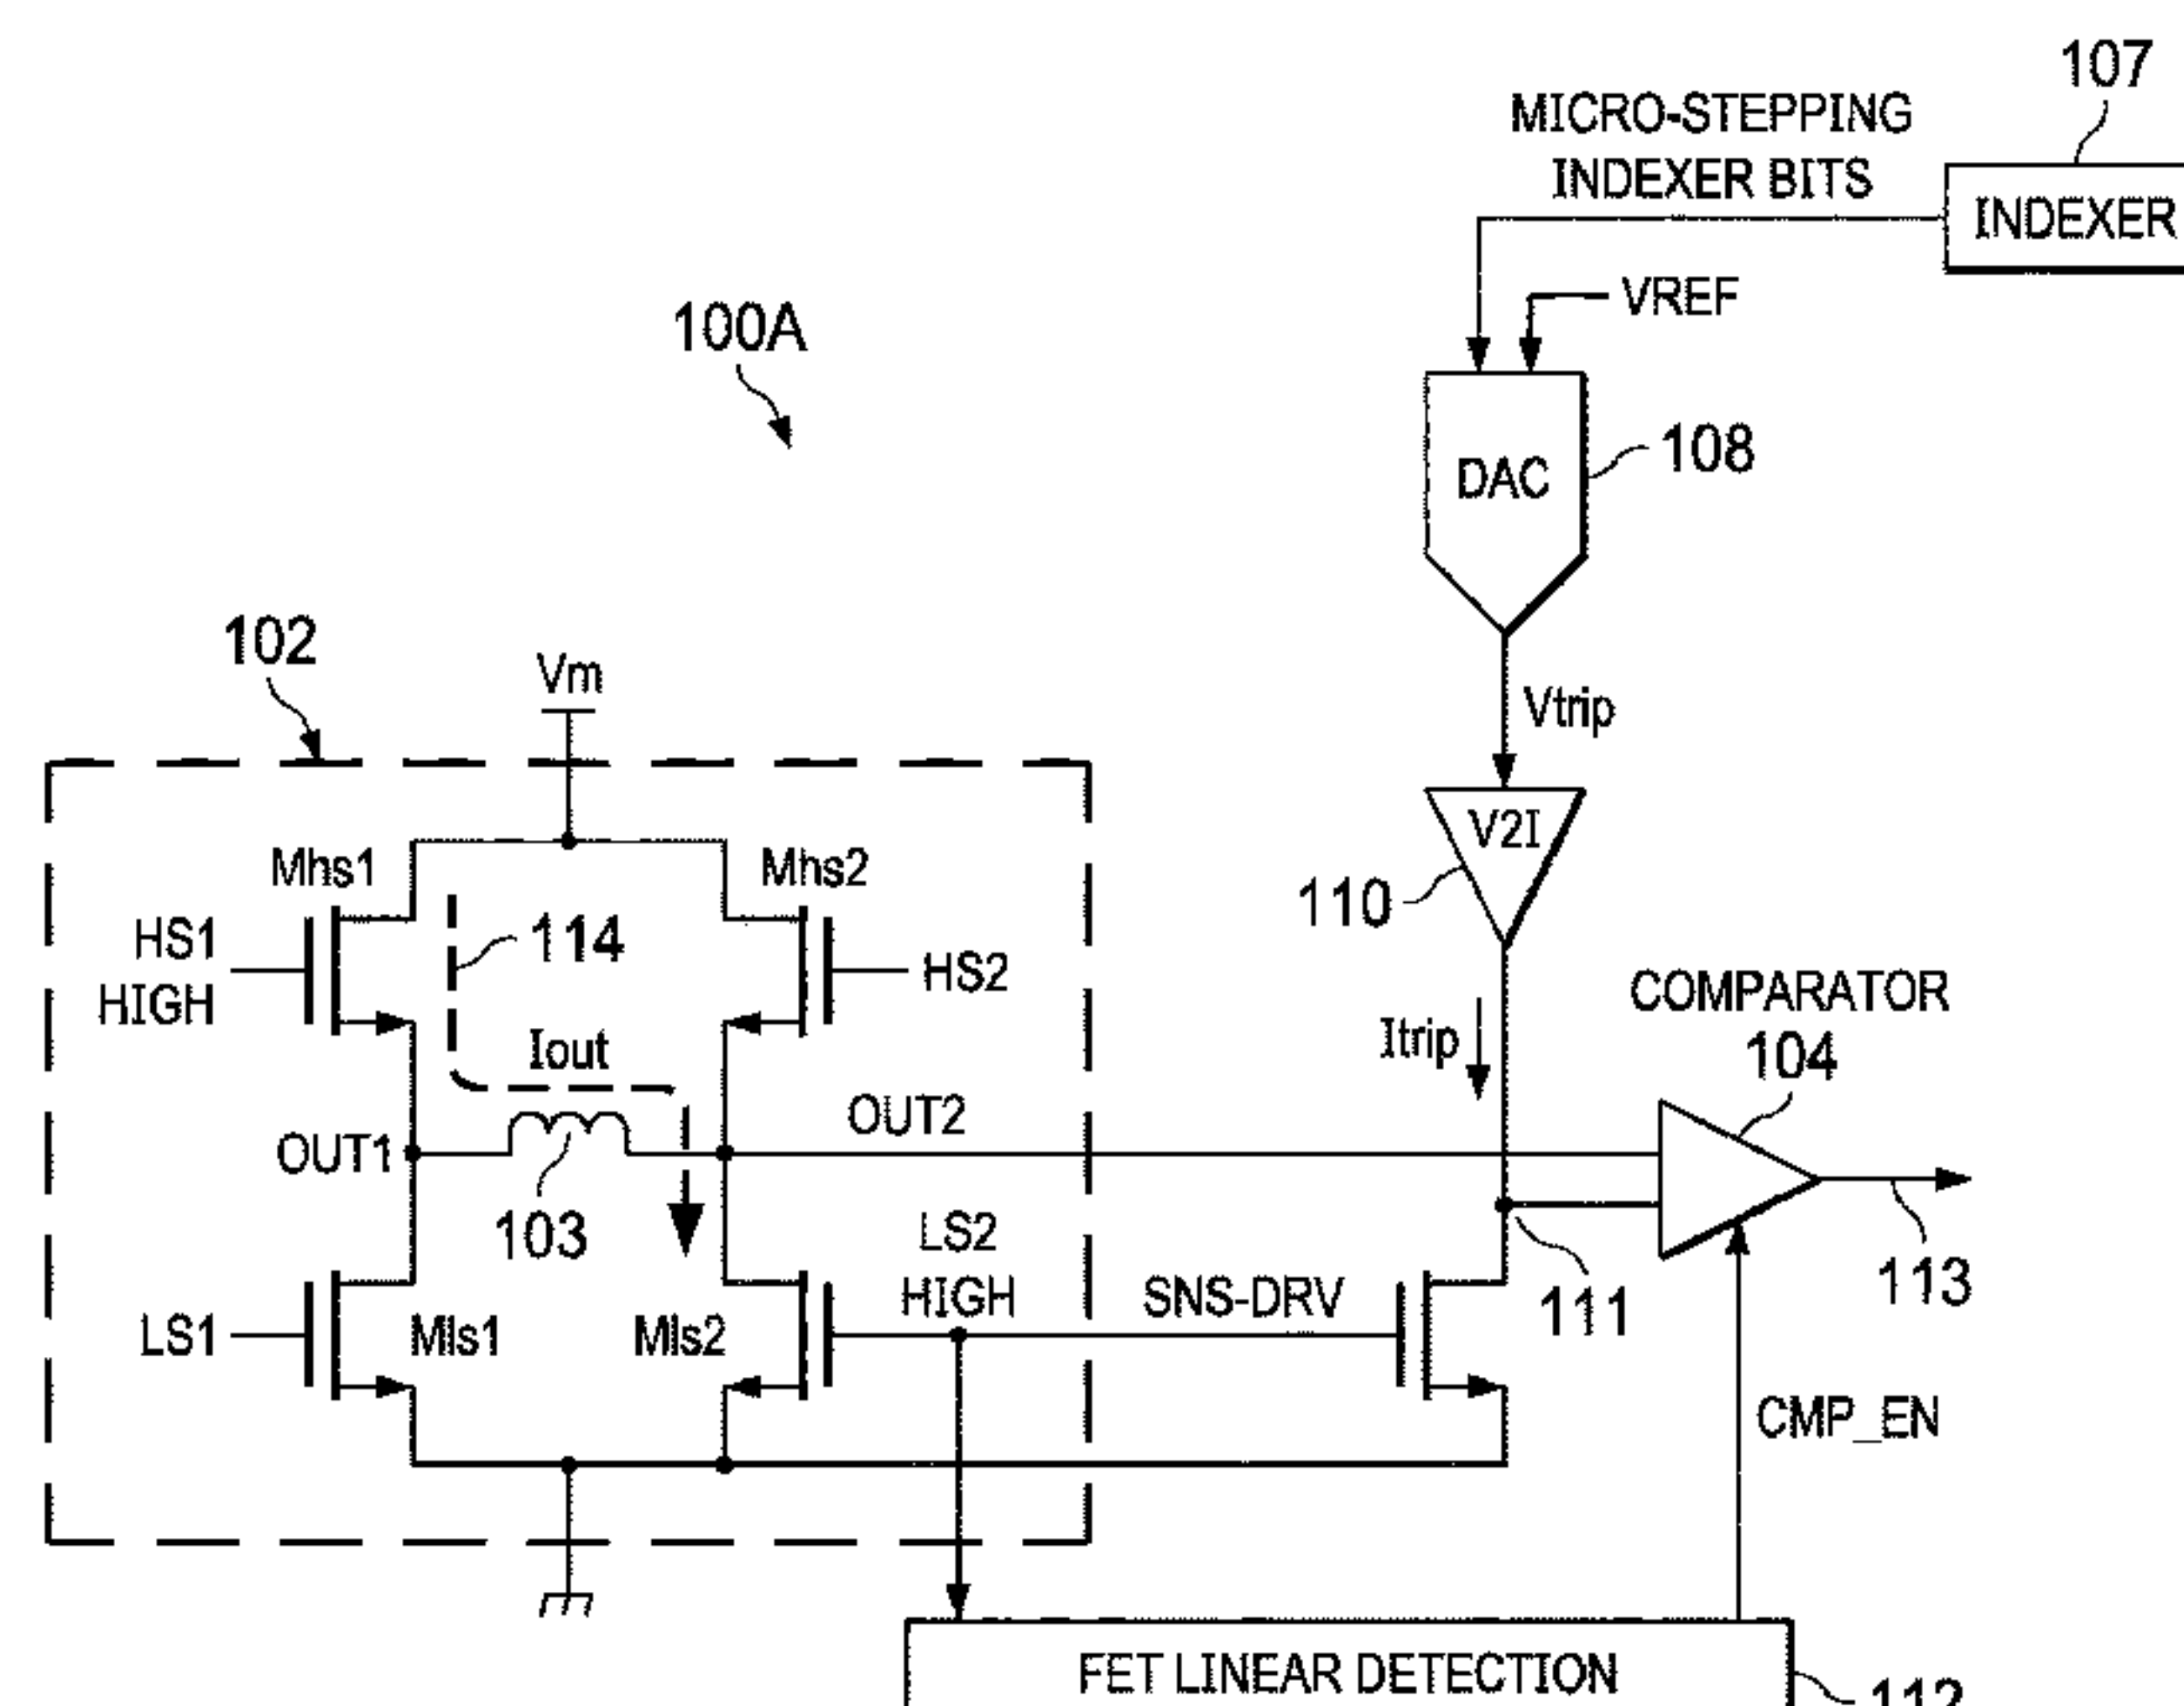 107
MICRO-STEPPING
INDEXER BITS
INDEXER
VREF
100A
DAC
108
102
Vm
Vtrip
V2I
110
Mhs1
Mhs2
HS1
HIGH
114
HS2
Iout
Itrip
COMPARATOR
104
OUT1
OUT2
103
LS2
HIGH
SNS-DRV
111
113
LS1
Mls1
Mls2
CMP_EN
FET LINEAR DETECTION
112